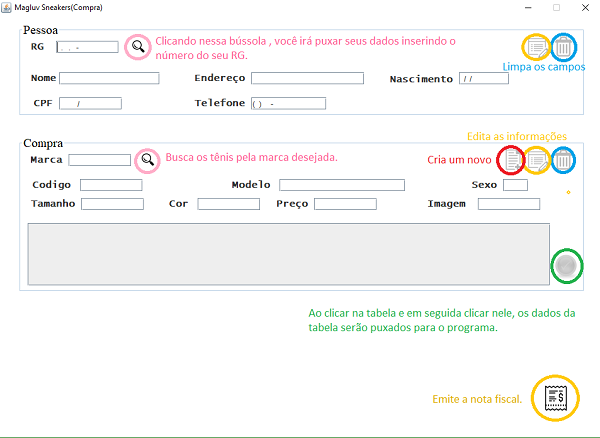 Magluv Sneakers(Compra)
Pessoa
RG . . -
Clicando nessa bússola , você irá puxar seus dados inserindo o
número do seu RG.
Limpa os campos
Nome Endereço Nascimento / /
CPF / Telefone ( ) -
Edita as informações
Compra
Marca Busca os tênis pela marca desejada. Cria um novo
Codigo Modelo Sexo
Tamanho Cor Preço Imagem
Ao clicar na tabela e em seguida clicar nele, os dados da
tabela serão puxados para o programa.
Emite a nota fiscal.